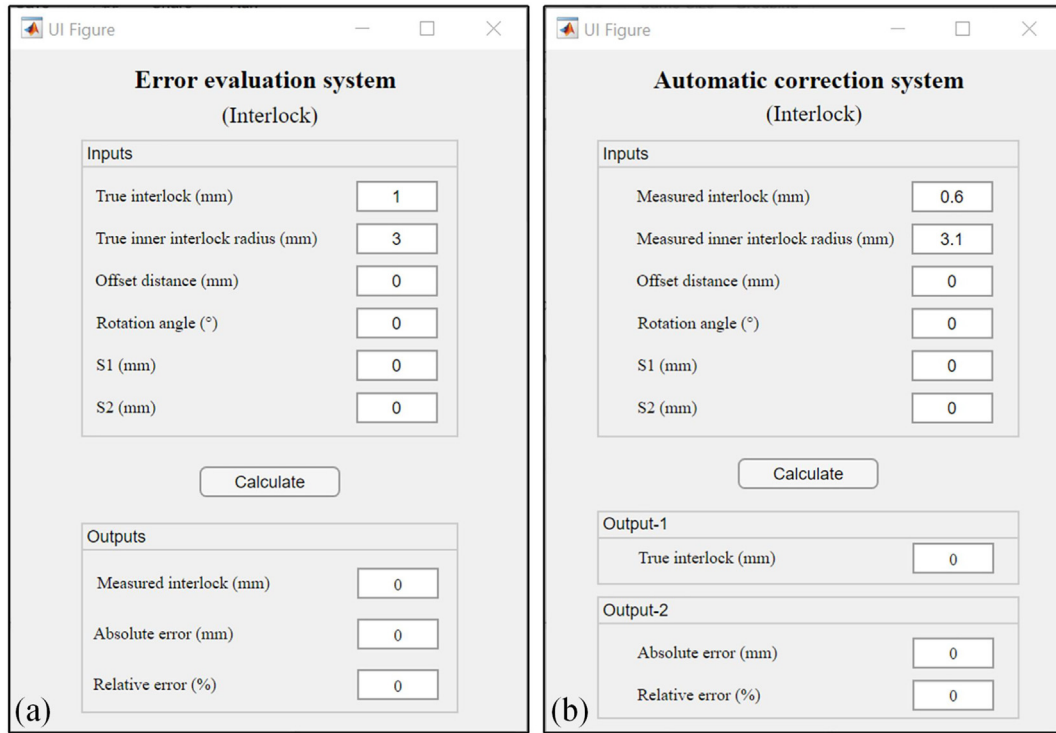 UI Figure
Error evaluation system
(Interlock)
Inputs
True interlock (mm) 1
True inner interlock radius (mm) 3
Offset distance (mm) 0
Rotation angle (°) 0
S1 (mm) 0
S2 (mm) 0
Calculate
Outputs
Measured interlock (mm) 0
Absolute error (mm) 0
Relative error (%) 0
(a)
UI Figure
Automatic correction system
(Interlock)
Inputs
Measured interlock (mm) 0.6
Measured inner interlock radius (mm) 3.1
Offset distance (mm) 0
Rotation angle (°) 0
S1 (mm) 0
S2 (mm) 0
Calculate
Output-1
True interlock (mm) 0
Output-2
Absolute error (mm) 0
Relative error (%) 0
(b)